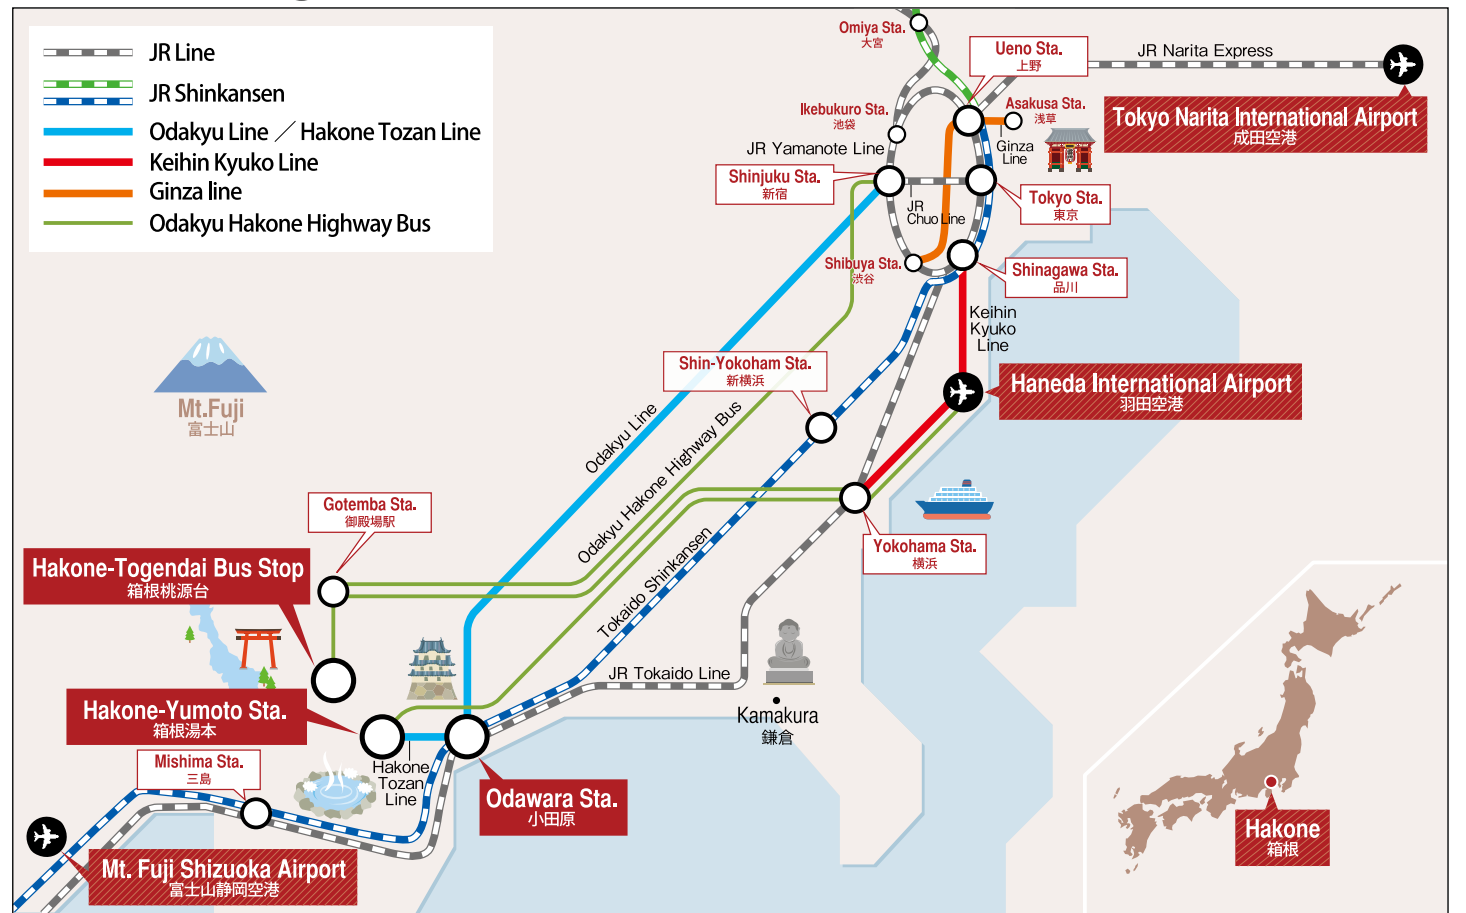 JR Line
JR Shinkansen
Odakyu Line ／ Hakone Tozan Line
Keihin Kyuko Line
Ginza line
Odakyu Hakone Highway Bus
Omiya Sta.
大宮
Ueno Sta.
上野
JR Narita Express
Tokyo Narita International Airport
成田空港
Ikebukuro Sta.
池袋
Asakusa Sta.
浅草
Ginza
Line
JR Yamanote Line
Shinjuku Sta.
新宿
JR
Chuo Line
Tokyo Sta.
東京
Shibuya Sta.
渋谷
Shinagawa Sta.
品川
Keihin
Kyuko
Line
Haneda International Airport
羽田空港
Mt.Fuji
富士山
Shin-Yokoham Sta.
新横浜
Odakyu Line
Odakyu Hakone Highway Bus
Tokaido Shinkansen
Yokohama Sta.
横浜
Gotemba Sta.
御殿場駅
Hakone-Togendai Bus Stop
箱根桃源台
JR Tokaido Line
Kamakura
鎌倉
Hakone-Yumoto Sta.
箱根湯本
Hakone
Tozan
Line
Mishima Sta.
三島
Odawara Sta.
小田原
Mt. Fuji Shizuoka Airport
富士山静岡空港
Hakone
箱根